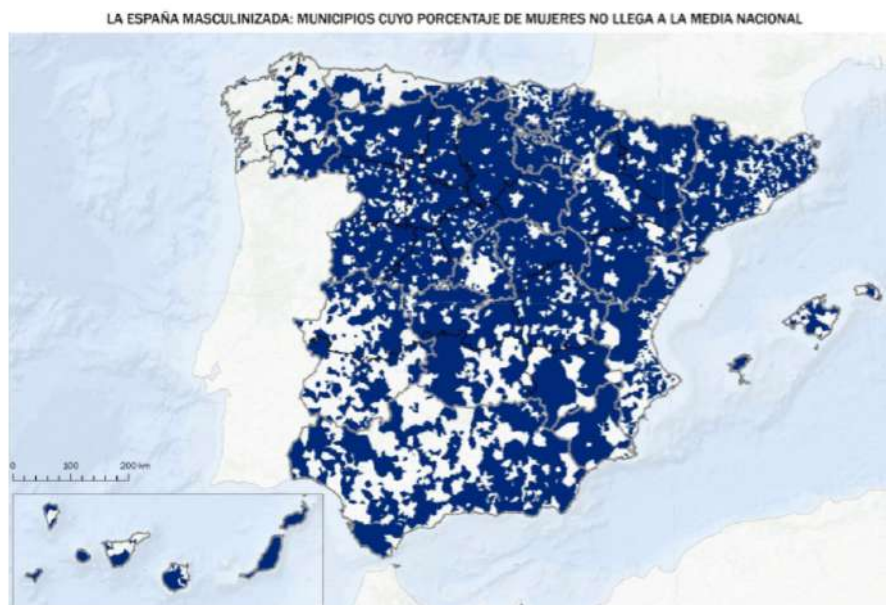 LA ESPAÑA MASCULINIZADA: MUNICIPIOS CUYO PORCENTAJE DE MUJERES NO LLEGA A LA MEDIA NACIONAL
0 100 200 km